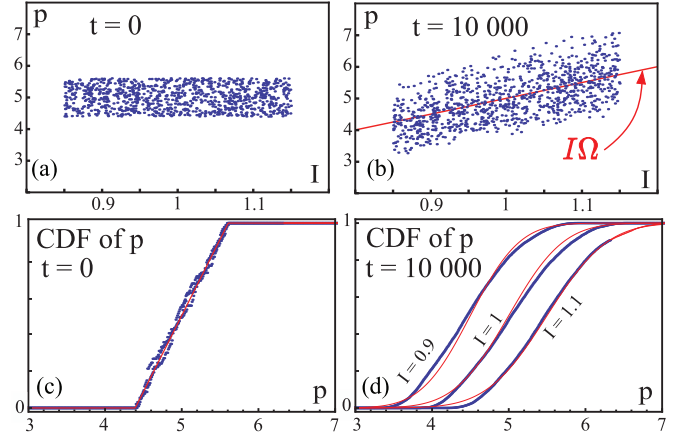 p
t = 0
7
6
5
4
3
(a)
I
0.9
1
1.1
p
t = 10 000
7
6
5
4
3
(b)
IΩ
I
0.9
1
1.1
1
CDF of p
t = 0
(c)
p
0
3
4
5
6
7
1
CDF of p
t = 10 000
I = 0.9
I = 1
I = 1.1
(d)
p
0
3
4
5
6
7